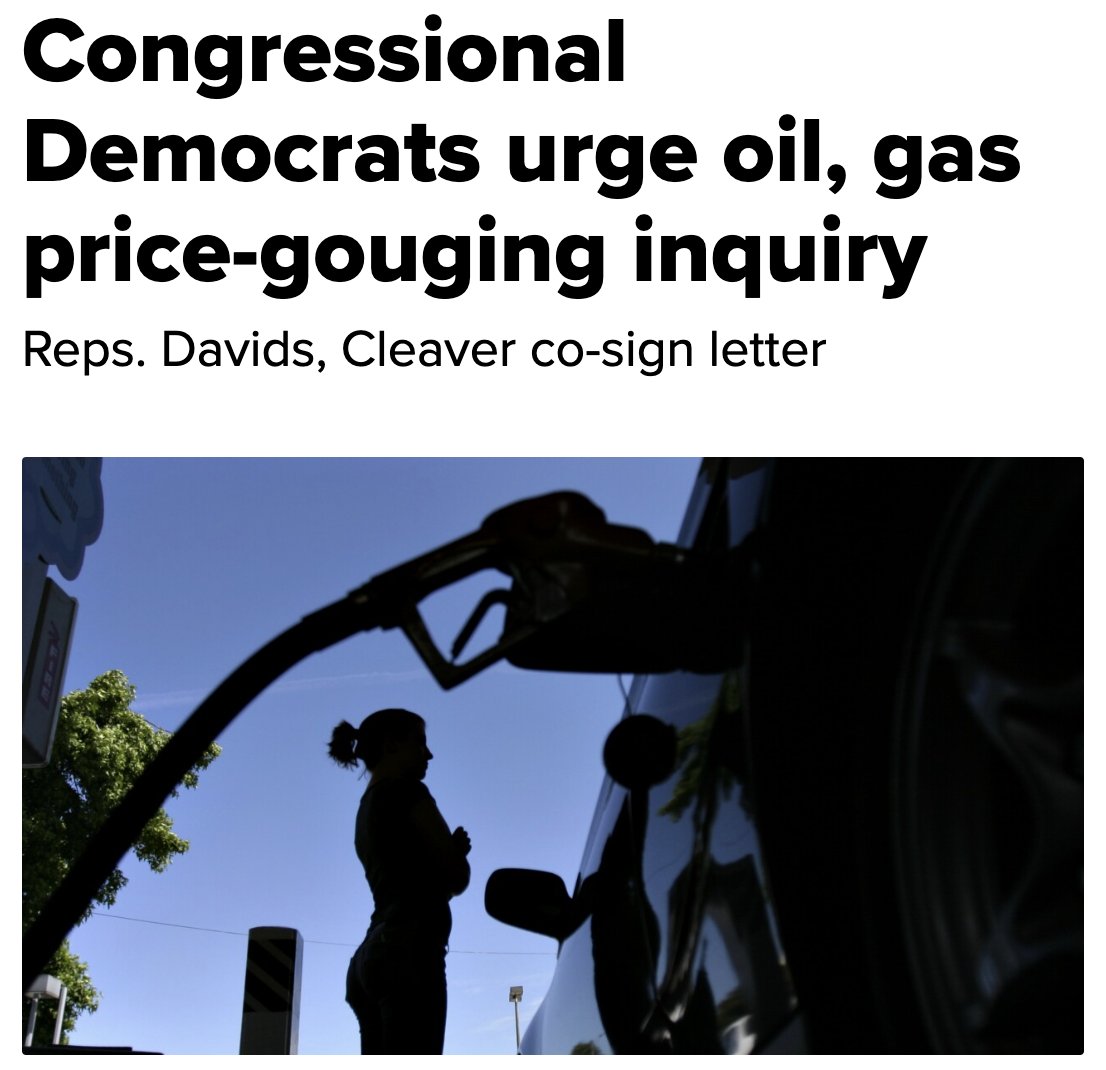 Congressional
Democrats urge oil, gas
price-gouging inquiry
Reps. Davids, Cleaver co-sign letter